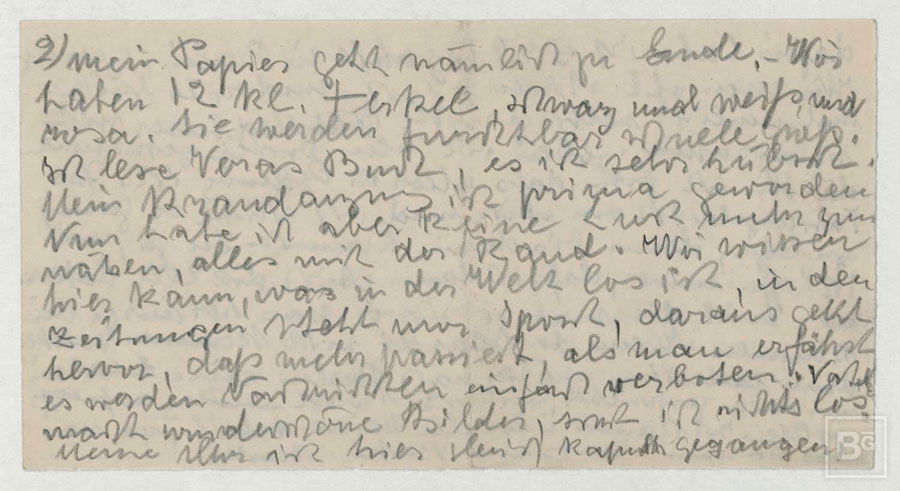 2) mein Papier geht nämlich zu Ende. – Wir
haben 12 kl. Ferkel, schwarz und weiß und
rosa. Sie werden furchtbar schnell groß.
Ich lese Veras Buch, es ist sehr hübsch.
Mein Strandanzug ist prima geworden
Nun habe ich aber keine Lust mehr zum
nähen, alles mit der Hand. Wir wissen
hier kaum, was in der Welt los ist, in den
Zeitungen steht nur Sport, daraus geht
hervor, daß mehr passiert, als man erfährt
es werden Nachrichten einfach verboten. Vati
macht wunderschöne Bilder, sonst ist nichts los
Meine Uhr ist hier gleich kaputt gegangen,
BG